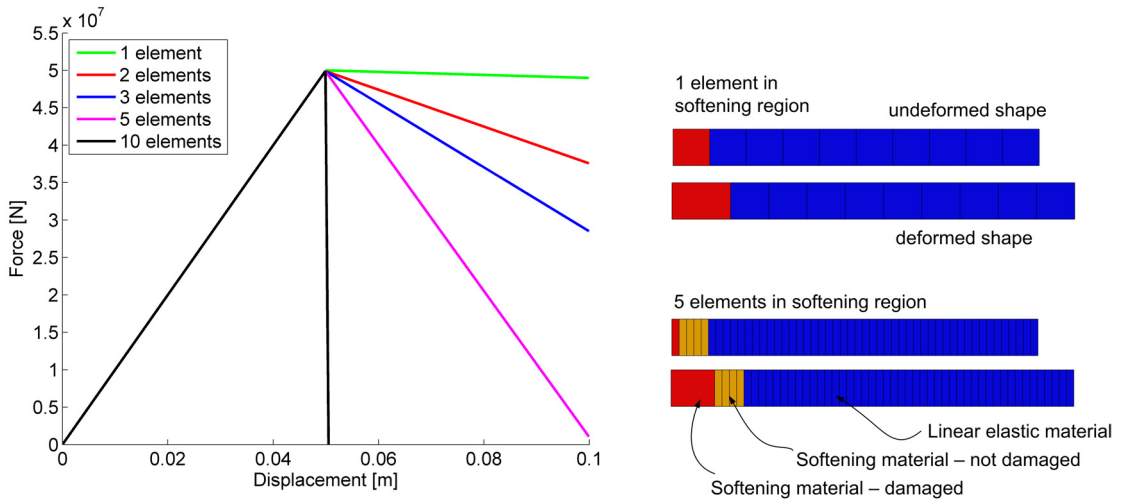 x 10⁷
5.5
5
4.5
4
3.5
3
2.5
2
1.5
1
0.5
0
Force [N]
1 element
2 elements
3 elements
5 elements
10 elements
0
0.02
0.04
0.06
0.08
0.1
Displacement [m]
1 element in
softening region
undeformed shape
deformed shape
5 elements in softening region
Linear elastic material
Softening material – not damaged
Softening material – damaged